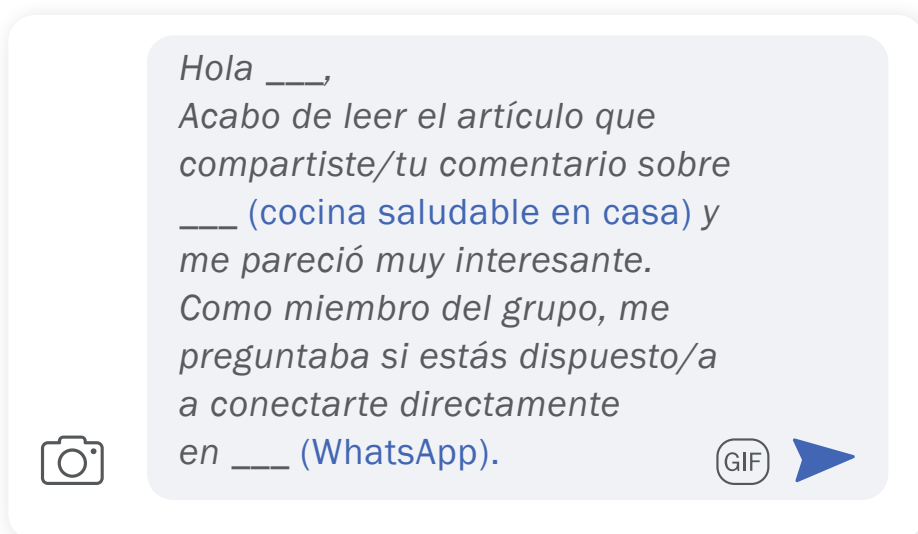 Hola ___,
Acabo de leer el artículo que
compartiste/tu comentario sobre
___ (cocina saludable en casa) y
me pareció muy interesante.
Como miembro del grupo, me
preguntaba si estás dispuesto/a
a conectarte directamente
en ___ (WhatsApp).
GIF